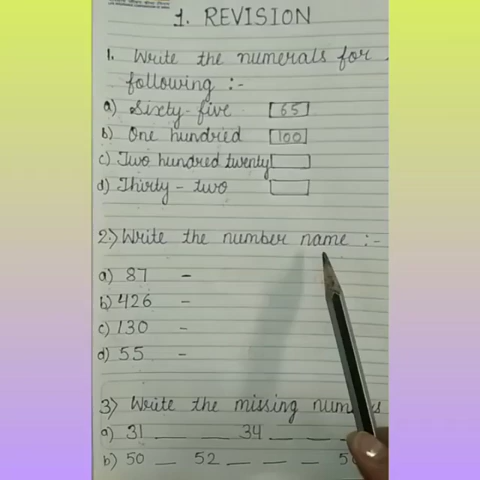 1. REVISION
1. Write the numerals for
following :-
a) Sixty-five [65]
b) One hundred [100]
c) Two hundred twenty
d) Thirty - two
2.) Write the number name :-
a) 87 -
b) 426 -
c) 130 -
d) 55 -
3) Write the missing
a) 31 __ __ 34 __ __
b) 50 __ 52 __ __ __